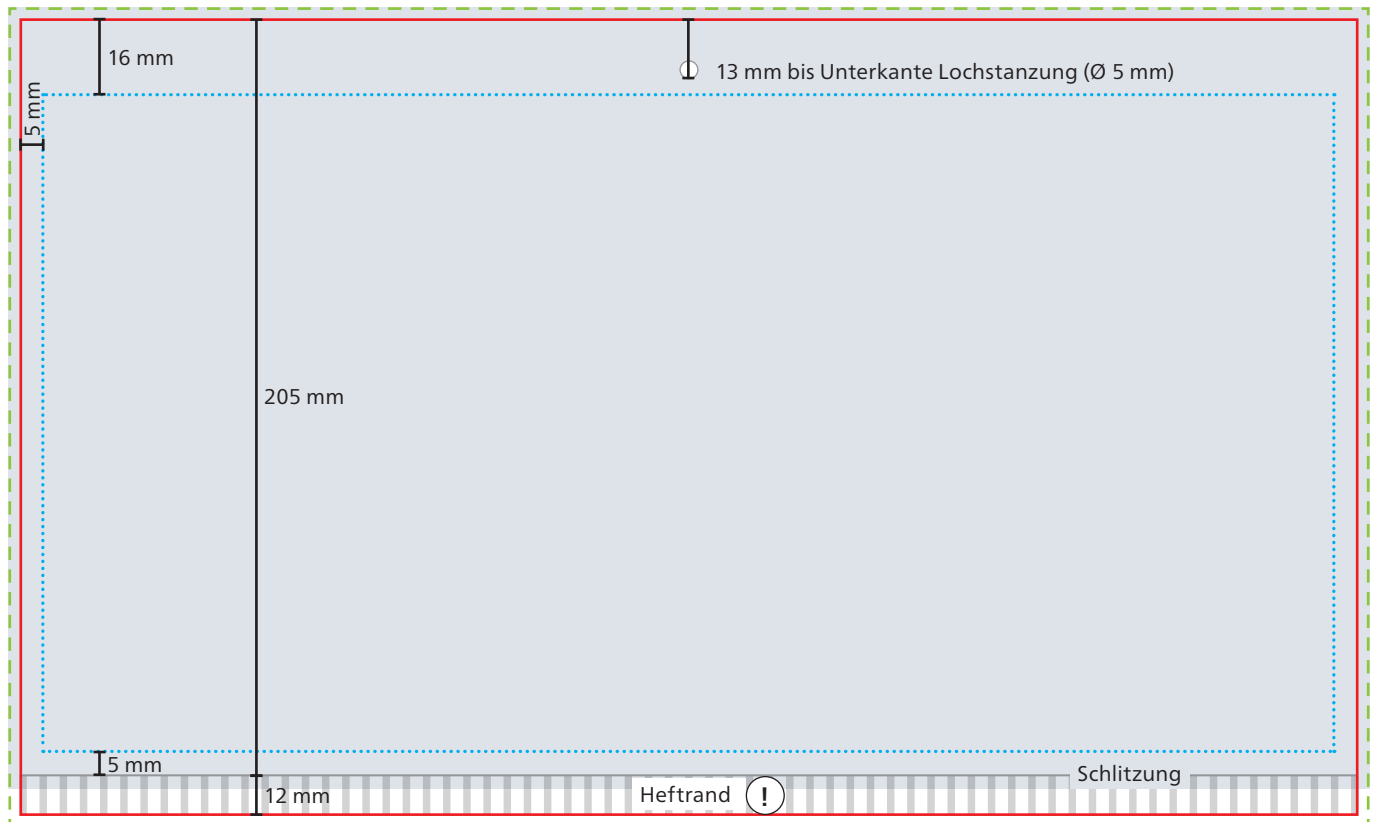 16 mm
13 mm bis Unterkante Lochstanzung (Ø 5 mm)
5 mm
205 mm
5 mm
Schlitzung
12 mm
Heftrand !